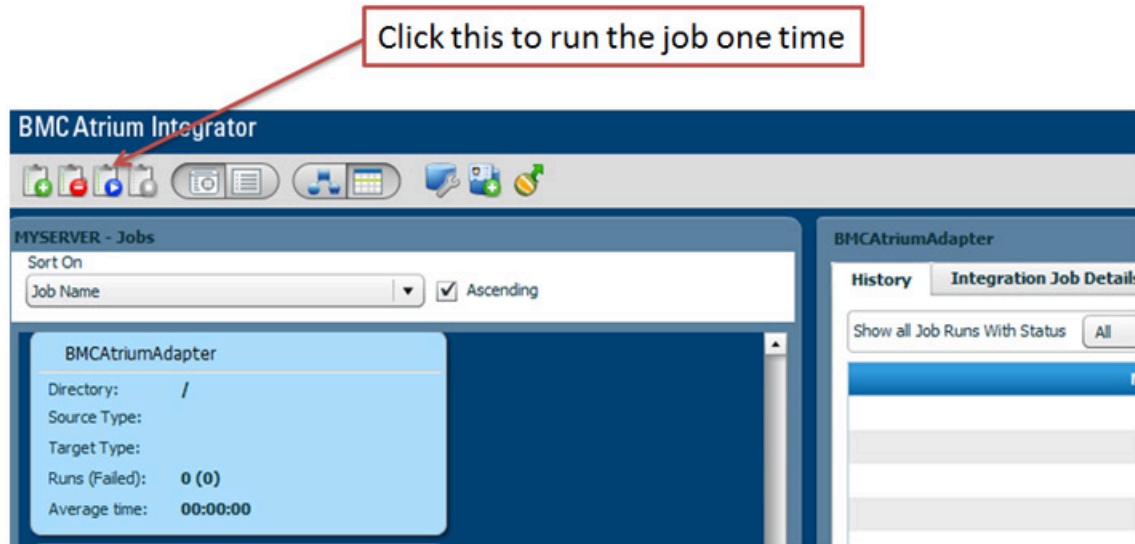 Click this to run the job one time
BMC Atrium Integrator
MYSERVER - Jobs
Sort On
Job Name
Ascending
BMCAtriumAdapter
Directory: /
Source Type:
Target Type:
Runs (Failed): 0 (0)
Average time: 00:00:00
BMCAtriumAdapter
History Integration Job Details
Show all Job Runs With Status All